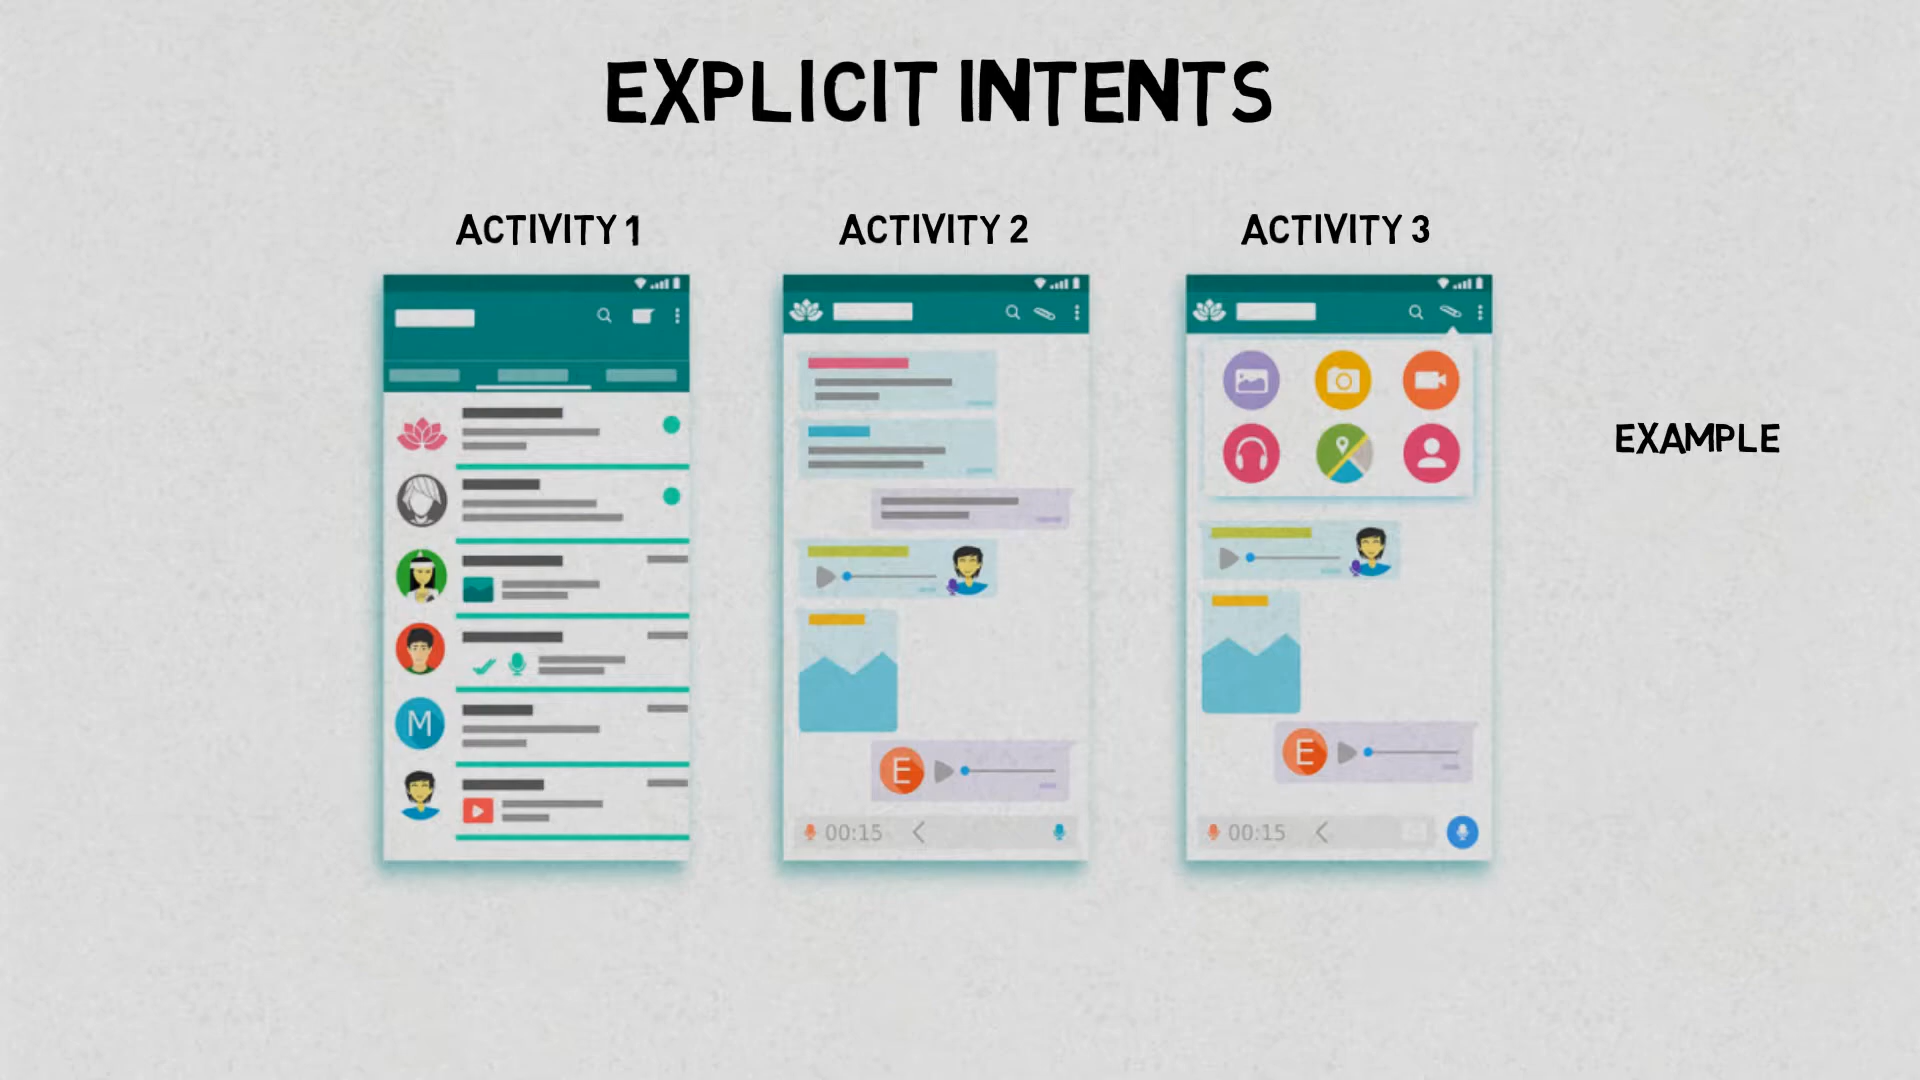 EXPLICIT INTENTS
ACTIVITY 1
ACTIVITY 2
ACTIVITY 3
EXAMPLE
M
E
E
00:15
00:15